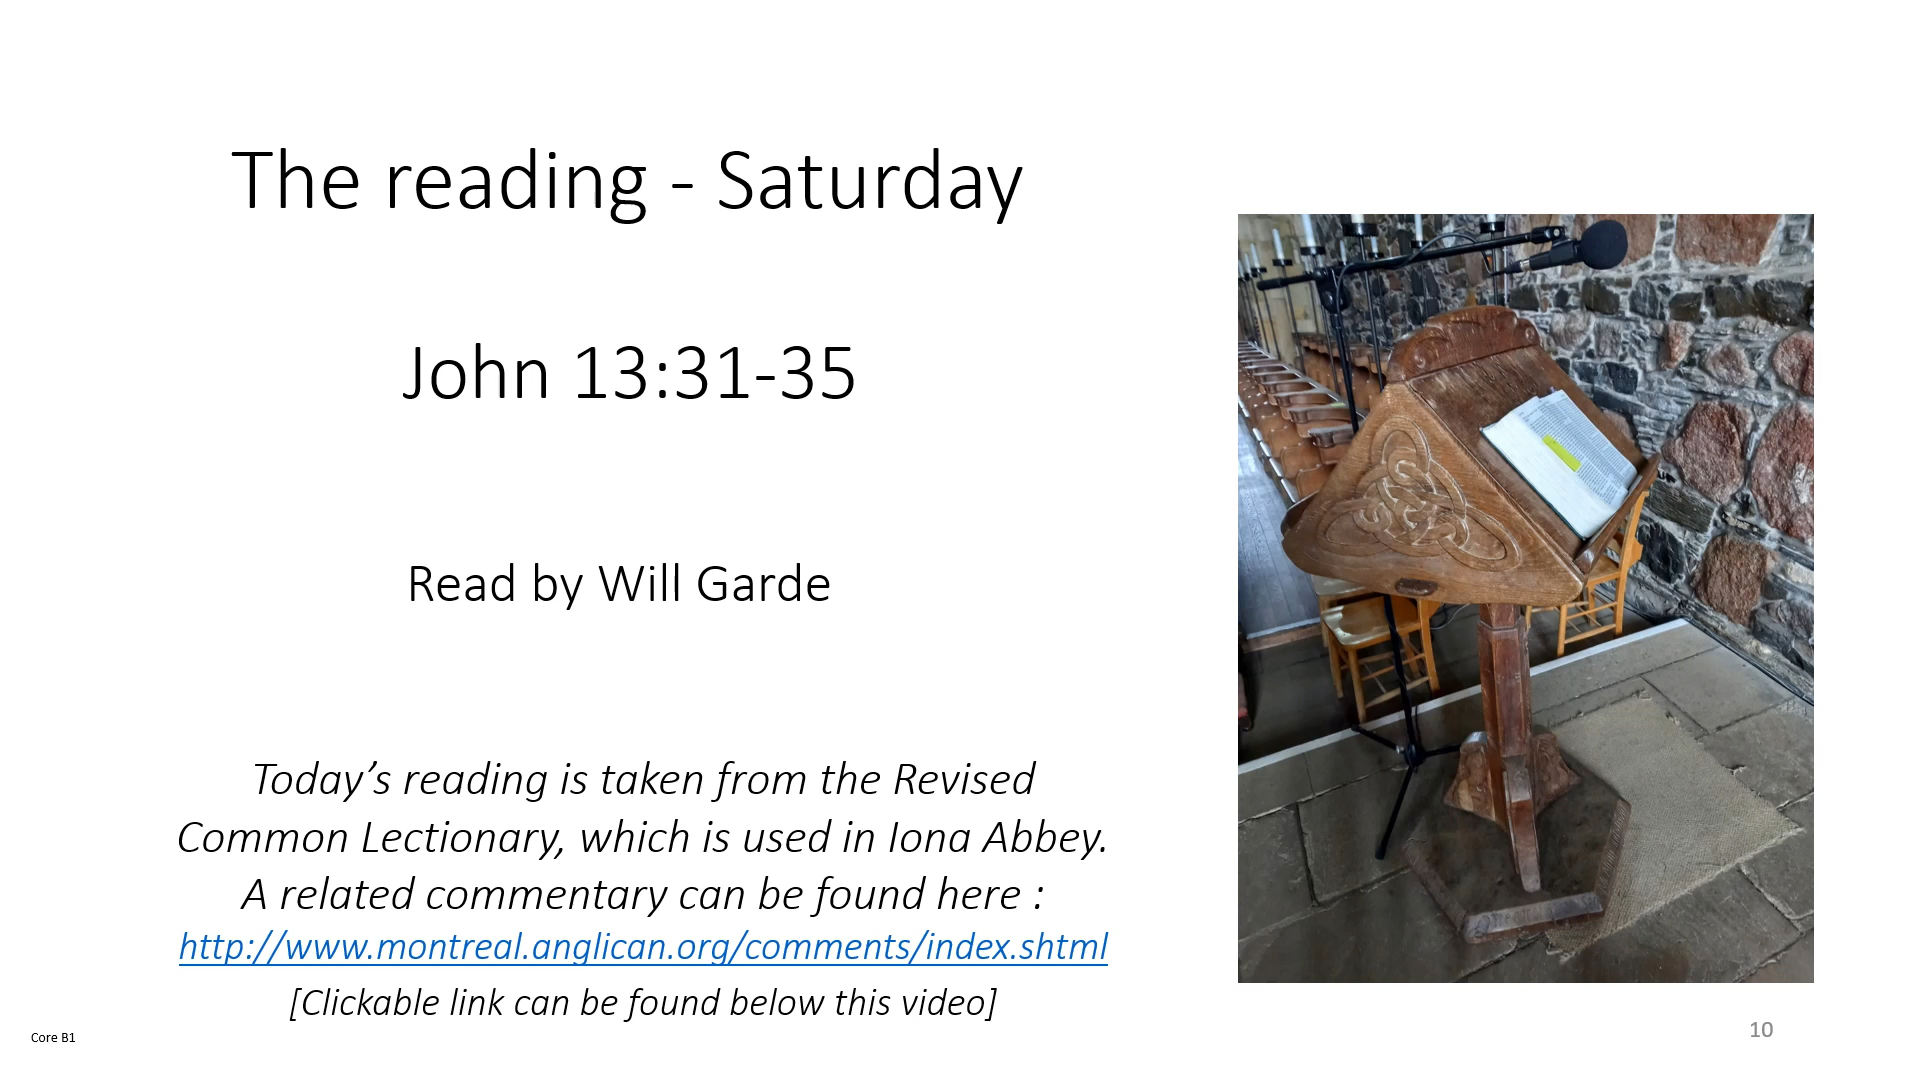 The reading - Saturday
John 13:31-35
Read by Will Garde
Today’s reading is taken from the Revised
Common Lectionary, which is used in Iona Abbey.
A related commentary can be found here :
http://www.montreal.anglican.org/comments/index.shtml
[Clickable link can be found below this video]
Core B1
10